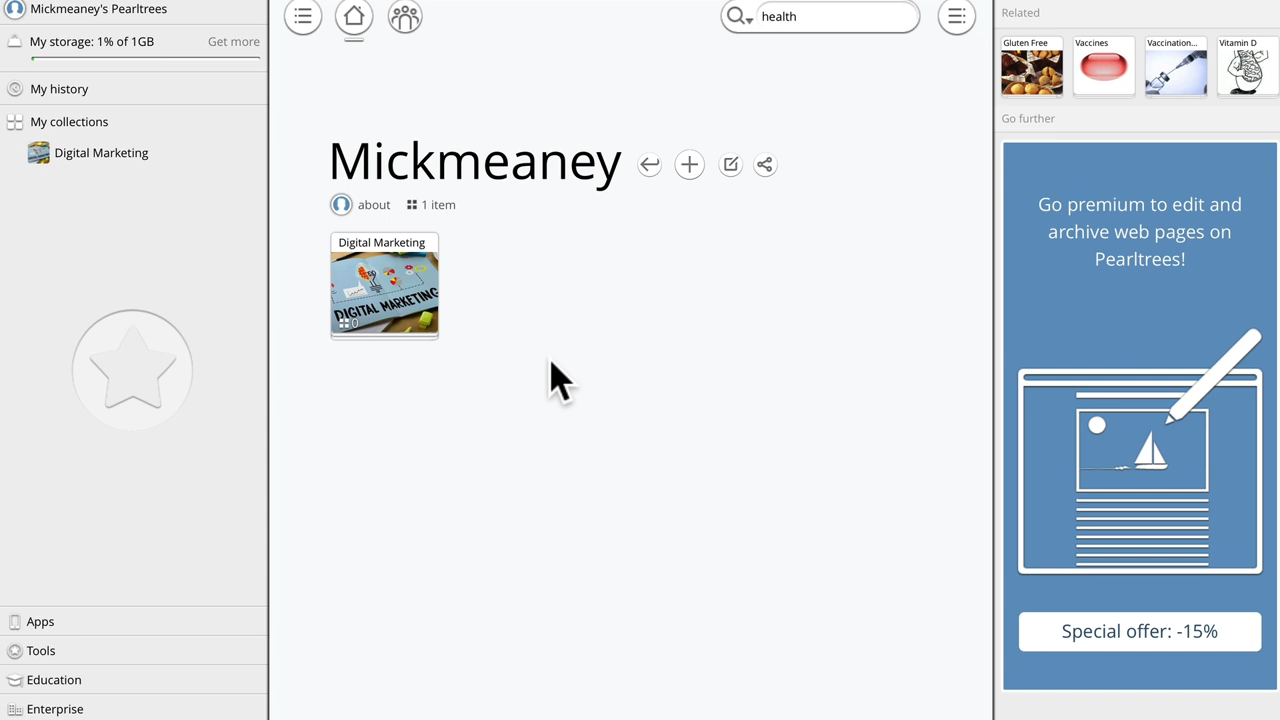 Mickmeaney's Pearltrees
My storage 1% of 1GB Get more
My history
My collections
Digital Marketing
Apps
Tools
Education
Enterprise
health
Mickmeaney
about 1 item
Digital Marketing
DIGITAL MARKETING
0
Related
Gluten Free Vaccines Vaccination... Vitamin D
Go further
Go premium to edit and
archive web pages on
Pearltrees!
Special offer: -15%